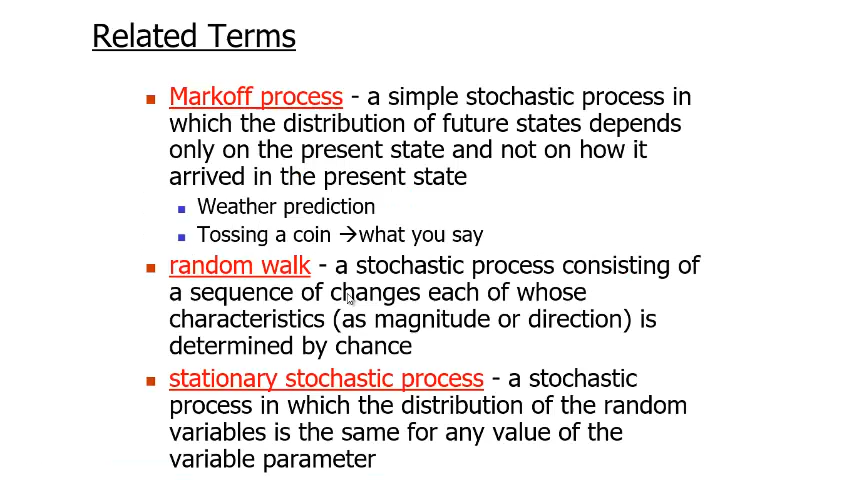 Related Terms
Markoff process - a simple stochastic process in
which the distribution of future states depends
only on the present state and not on how it
arrived in the present state
Weather prediction
Tossing a coin →what you say
random walk - a stochastic process consisting of
a sequence of changes each of whose
characteristics (as magnitude or direction) is
determined by chance
stationary stochastic process - a stochastic
process in which the distribution of the random
variables is the same for any value of the
variable parameter